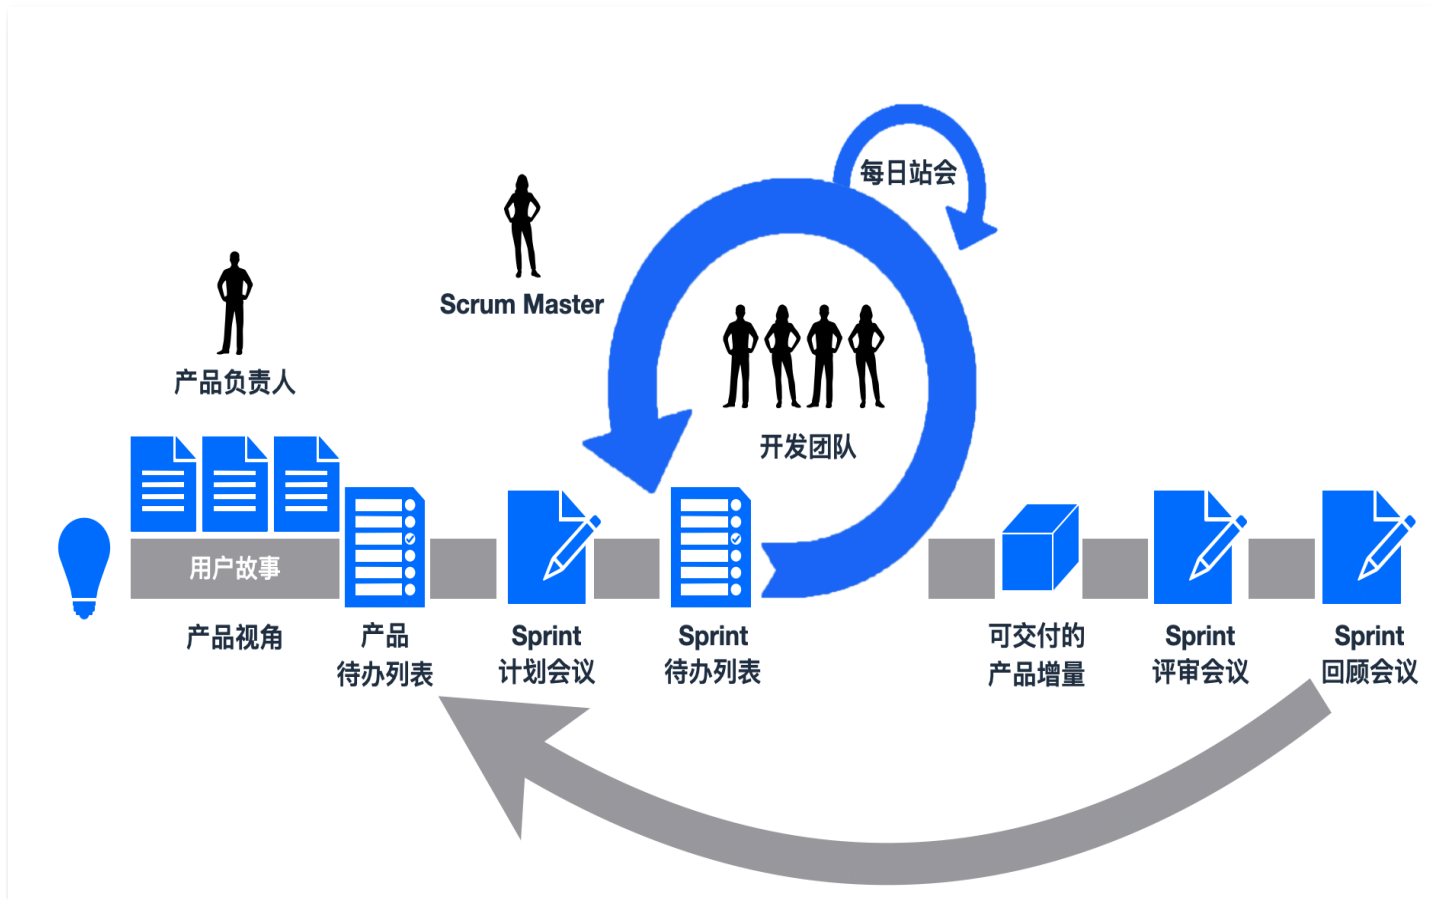 每日站会
Scrum Master
产品负责人
开发团队
用户故事
产品视角
产品
待办列表
Sprint
计划会议
Sprint
待办列表
可交付的
产品增量
Sprint
评审会议
Sprint
回顾会议